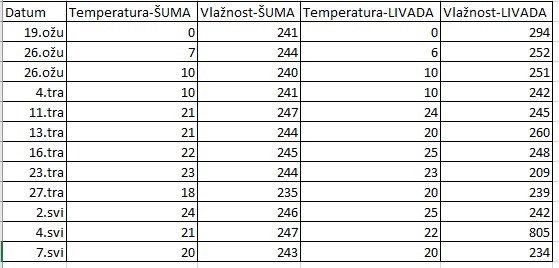 Datum Temperatura-ŠUMA Vlažnost-ŠUMA Temperatura-LIVADA Vlažnost-LIVADA
19.ožu 0 241 0 294
26.ožu 7 244 6 252
26.ožu 10 240 10 251
4.tra 10 241 10 242
11.tra 21 247 24 245
13.tra 21 244 20 260
16.tra 22 245 25 248
23.tra 23 244 23 209
27.tra 18 235 20 239
2.svi 24 246 25 242
4.svi 21 247 22 805
7.svi 20 243 20 234